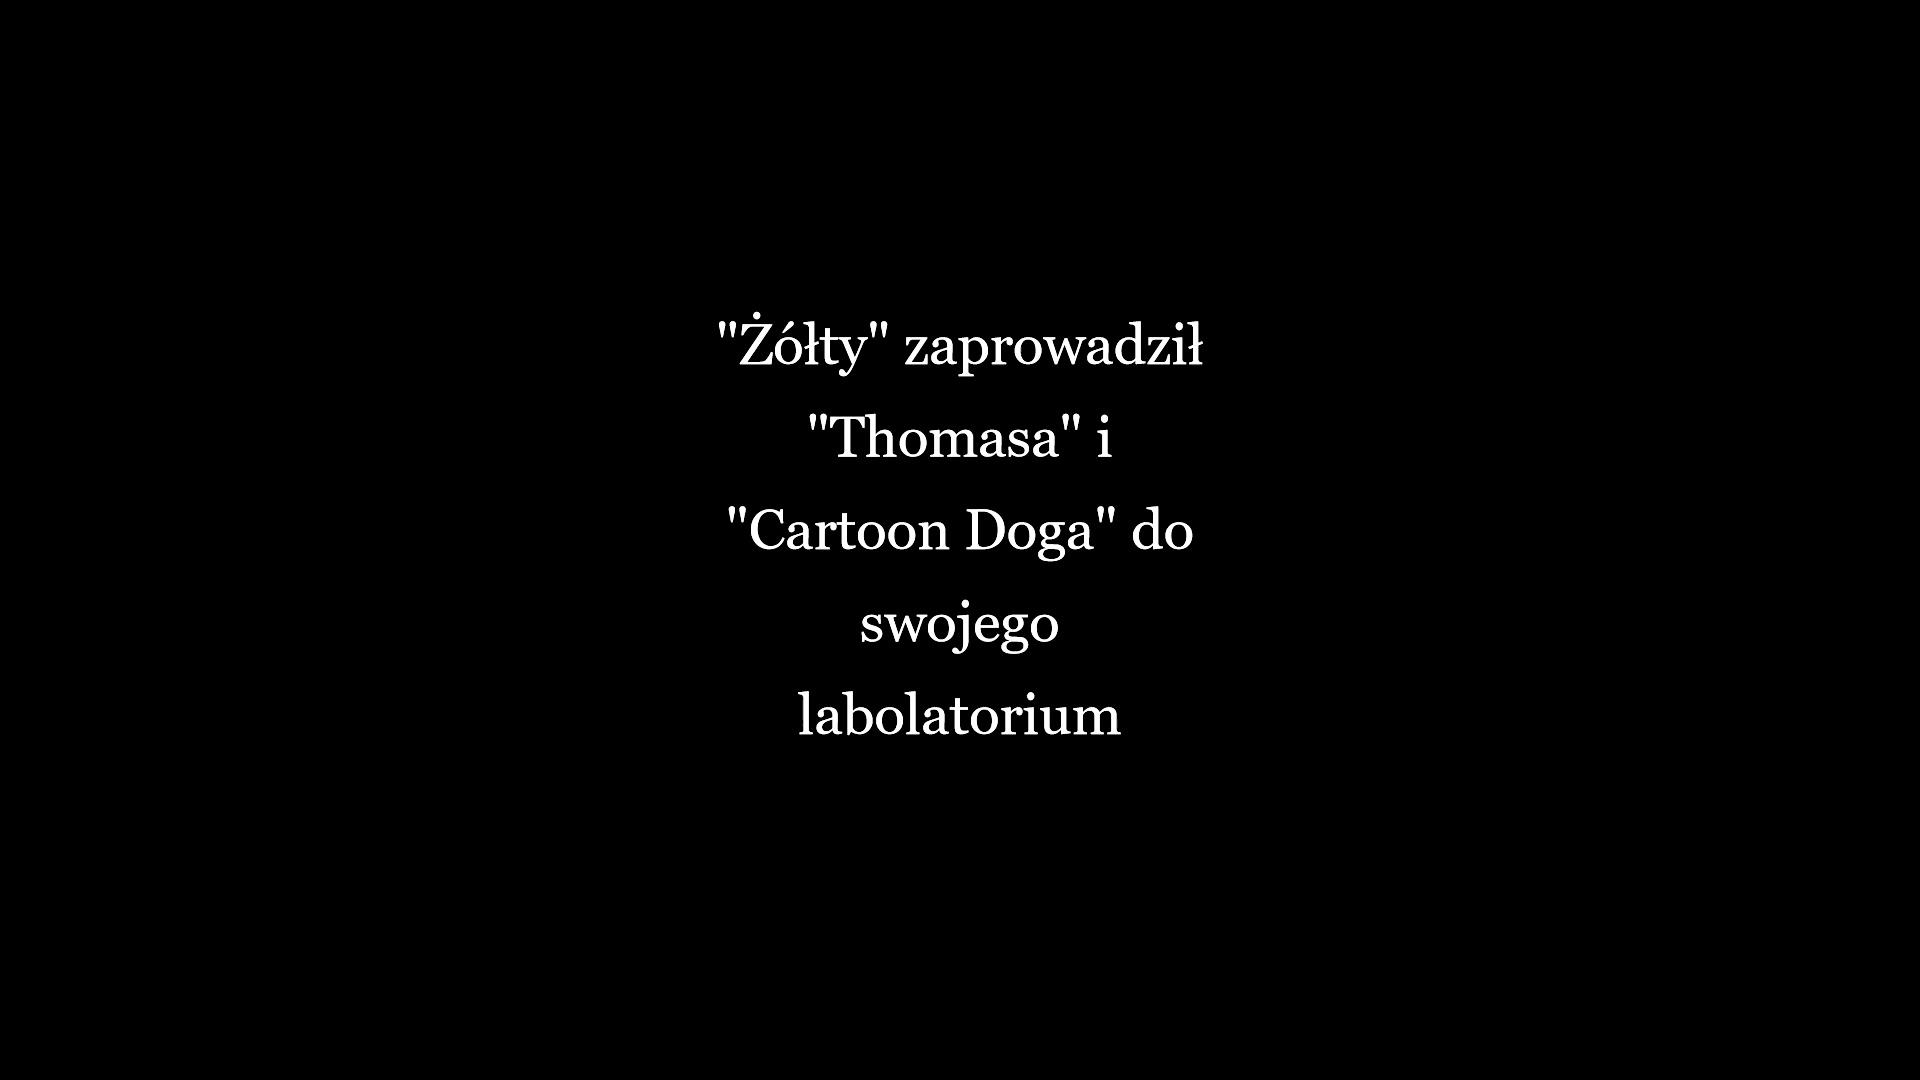 "Żółty" zaprowadził
"Thomasa" i
"Cartoon Doga" do
swojego
labolatorium